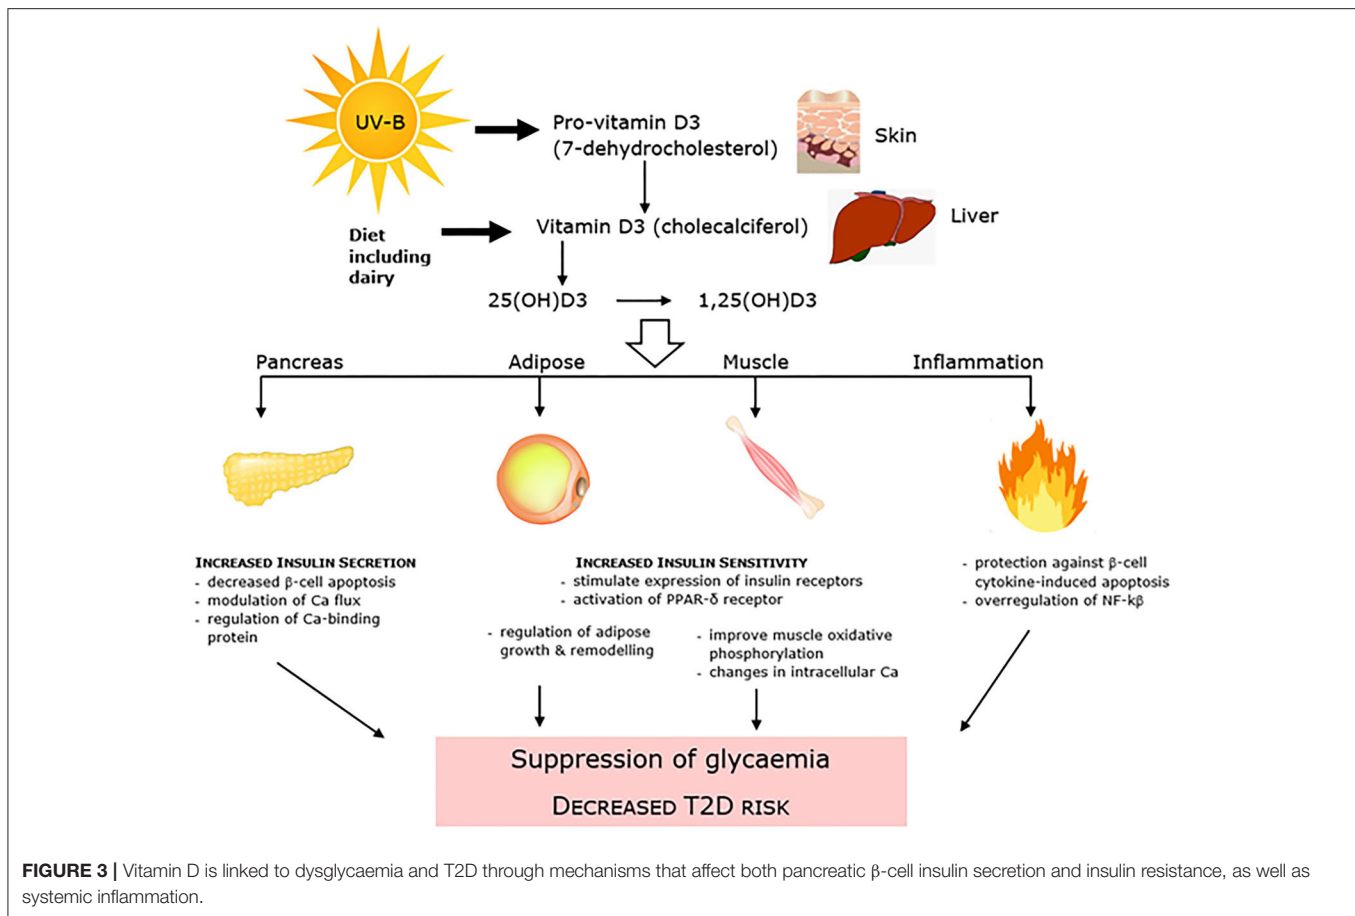 UV-B
Pro-vitamin D3
(7-dehydrocholesterol)
Skin
Diet
including
dairy
Vitamin D3 (cholecalciferol)
Liver
25(OH)D3
1,25(OH)D3
Pancreas
Adipose
Muscle
Inflammation
INCREASED INSULIN SECRETION
- decreased β-cell apoptosis
- modulation of Ca flux
- regulation of Ca-binding
protein
INCREASED INSULIN SENSITIVITY
- stimulate expression of insulin receptors
- activation of PPAR-δ receptor
- regulation of adipose
growth & remodelling
- improve muscle oxidative
phosphorylation
- changes in intracellular Ca
- protection against β-cell
cytokine-induced apoptosis
- overregulation of NF-kβ
Suppression of glycaemia
DECREASED T2D RISK
FIGURE 3 | Vitamin D is linked to dysglycaemia and T2D through mechanisms that affect both pancreatic β-cell insulin secretion and insulin resistance, as well as
systemic inflammation.